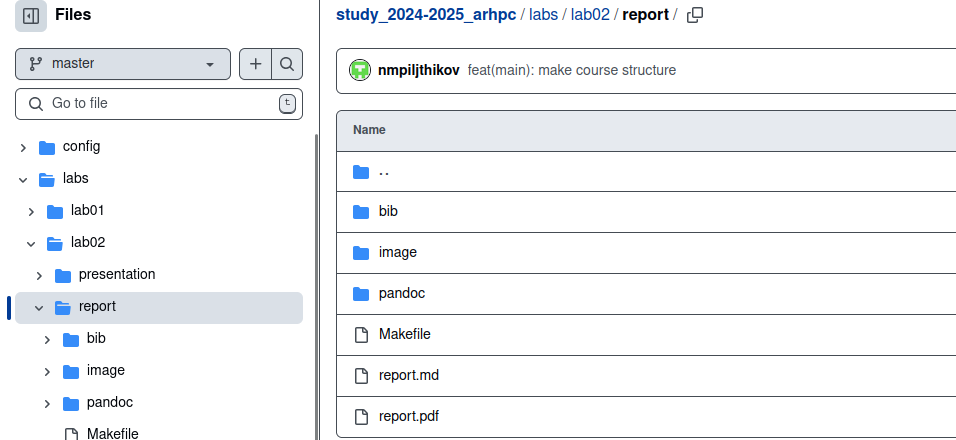 Files
master
Go to file
t
config
labs
lab01
lab02
presentation
report
bib
image
pandoc
Makefile
study_2024-2025_arhpc / labs / lab02 / report /
nmpiljthikov feat(main): make course structure
Name
..
bib
image
pandoc
Makefile
report.md
report.pdf